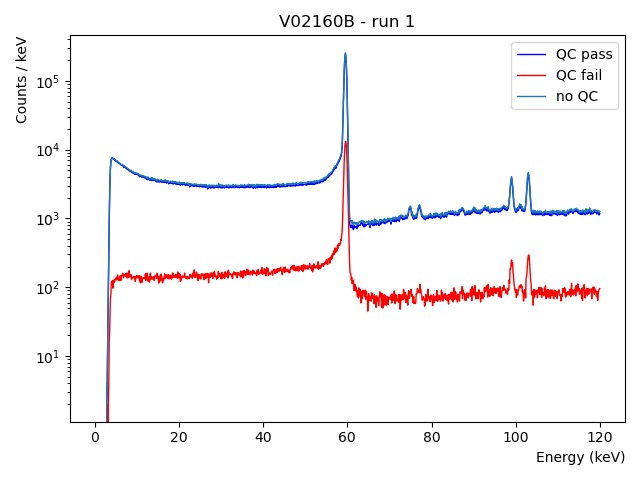 V02160B - run 1
Counts / keV
QC pass
QC fail
no QC
10^5
10^4
10^3
10^2
10^1
0 20 40 60 80 100 120
Energy (keV)